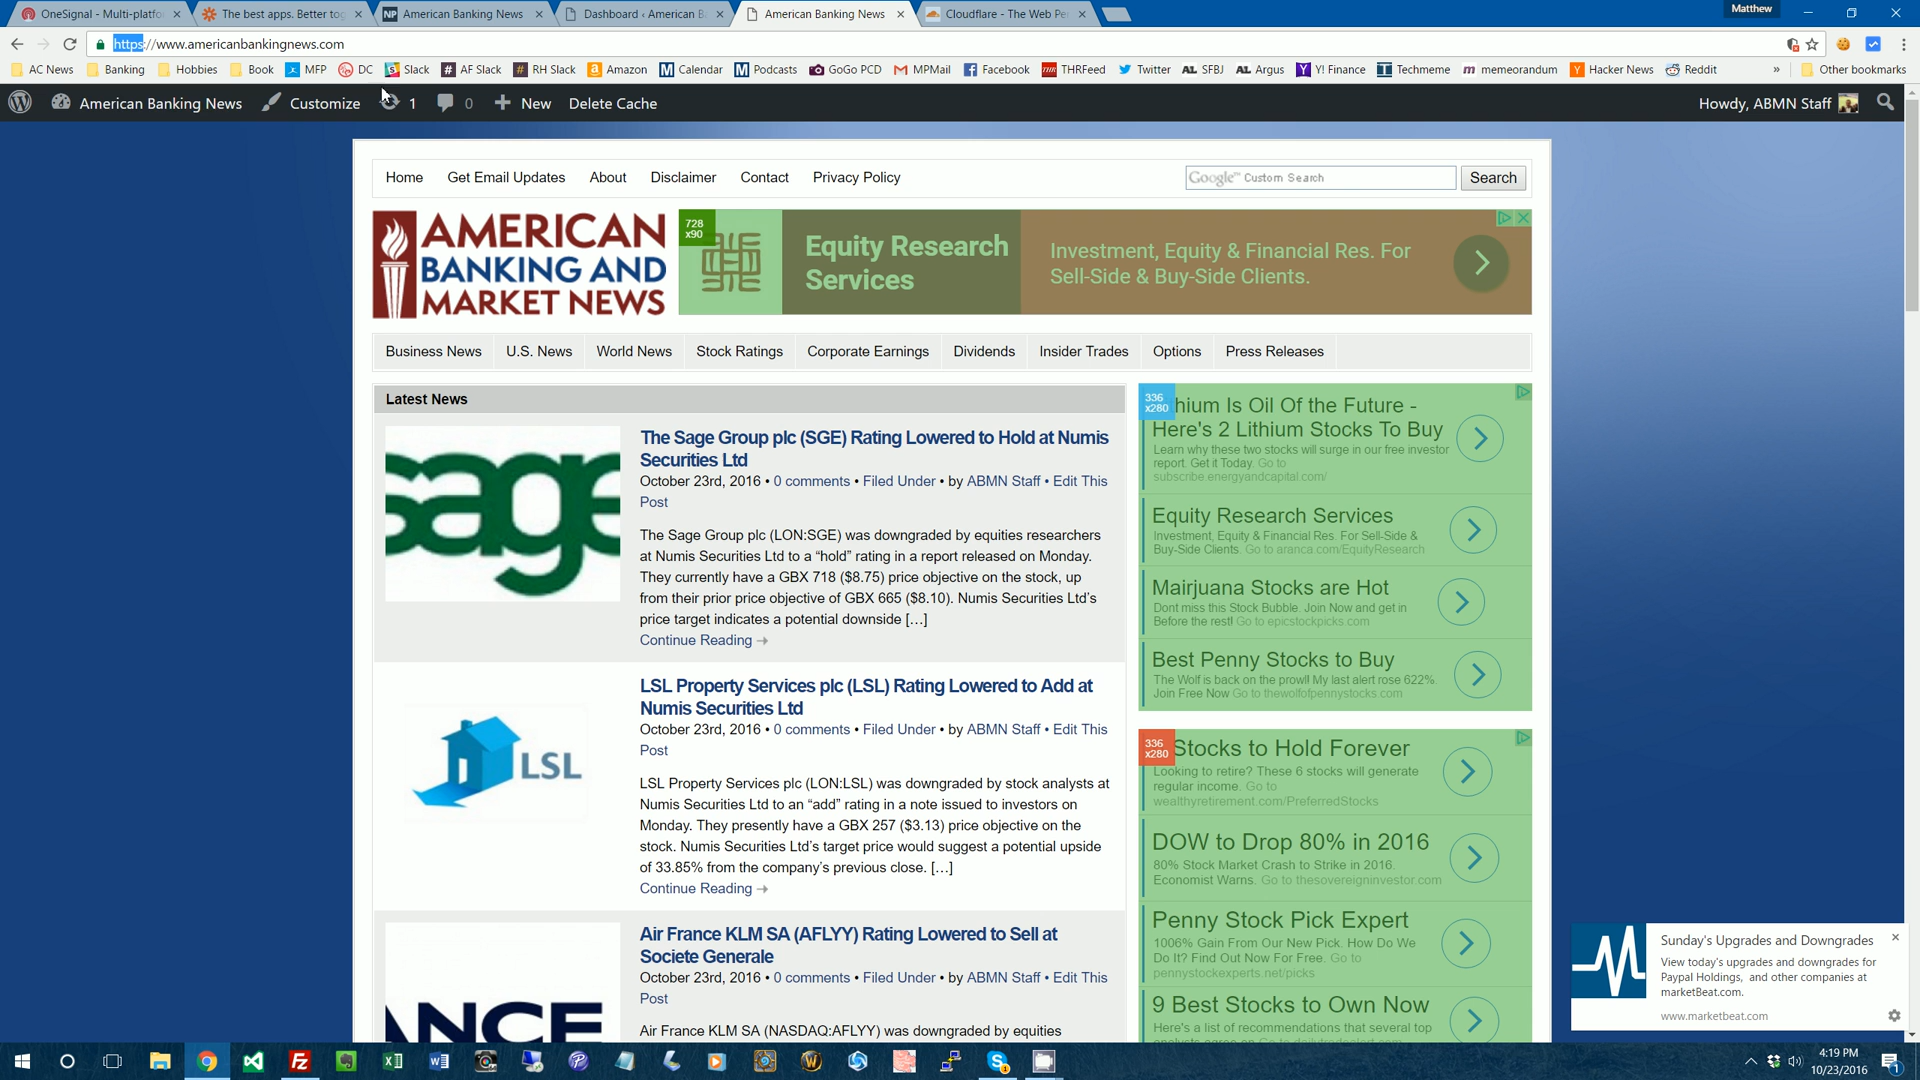 OneSignal - Multi-platfo
The best apps. Better tog
American Banking News
Dashboard ‹ American B
American Banking News
Cloudflare - The Web Pe
Matthew
https://www.americanbankingnews.com
AC News
Banking
Hobbies
Book
MFP
DC
Slack
AF Slack
RH Slack
Amazon
Calendar
Podcasts
GoGo PCD
MPMail
Facebook
THRFeed
Twitter
SFBJ
Argus
Y! Finance
Techmeme
memeorandum
Hacker News
Reddit
»
Other bookmarks
American Banking News
Customize
1
0
New
Delete Cache
Howdy, ABMN Staff
Home
Get Email Updates
About
Disclaimer
Contact
Privacy Policy
Google™ Custom Search
Search
AMERICAN
BANKING AND
MARKET NEWS
728
x90
Equity Research
Services
Investment, Equity & Financial Res. For
Sell-Side & Buy-Side Clients.
Business News
U.S. News
World News
Stock Ratings
Corporate Earnings
Dividends
Insider Trades
Options
Press Releases
Latest News
sage
The Sage Group plc (SGE) Rating Lowered to Hold at Numis
Securities Ltd
October 23rd, 2016 • 0 comments • Filed Under • by ABMN Staff • Edit This
Post
The Sage Group plc (LON:SGE) was downgraded by equities researchers
at Numis Securities Ltd to a “hold” rating in a report released on Monday.
They currently have a GBX 718 ($8.75) price objective on the stock, up
from their prior price objective of GBX 665 ($8.10). Numis Securities Ltd’s
price target indicates a potential downside […]
Continue Reading →
LSL
LSL Property Services plc (LSL) Rating Lowered to Add at
Numis Securities Ltd
October 23rd, 2016 • 0 comments • Filed Under • by ABMN Staff • Edit This
Post
LSL Property Services plc (LON:LSL) was downgraded by stock analysts at
Numis Securities Ltd to an “add” rating in a note issued to investors on
Monday. They presently have a GBX 257 ($3.13) price objective on the
stock. Numis Securities Ltd’s target price would suggest a potential upside
of 33.85% from the company’s previous close. […]
Continue Reading →
ANCE
Air France KLM SA (AFLYY) Rating Lowered to Sell at
Societe Generale
October 23rd, 2016 • 0 comments • Filed Under • by ABMN Staff • Edit This
Post
Air France KLM SA (NASDAQ:AFLYY) was downgraded by equities
336
x280
hium Is Oil Of the Future -
Here's 2 Lithium Stocks To Buy
Learn why these two stocks will surge in our free investor
report. Get it Today. Go to
subscribe.energyandcapital.com/
Equity Research Services
Investment, Equity & Financial Res. For Sell-Side &
Buy-Side Clients. Go to aranca.com/EquityResearch
Mairjuana Stocks are Hot
Dont miss this Stock Bubble. Join Now and get in
Before the rest! Go to epicstockpicks.com
Best Penny Stocks to Buy
The Wolf is back on the prowl! My last alert rose 622%.
Join Free Now Go to thewolfofpennystocks.com
336
x280
Stocks to Hold Forever
Looking to retire? These 6 stocks will generate
regular income. Go to
wealthyretirement.com/PreferredStocks
DOW to Drop 80% in 2016
80% Stock Market Crash to Strike in 2016.
Economist Warns. Go to thesovereigninvestor.com
Penny Stock Pick Expert
1006% Gain From Our New Pick. How Do We
Do It? Find Out Now For Free. Go to
pennystockexperts.net/picks
9 Best Stocks to Own Now
Here's a list of recommendations that several top
Sunday's Upgrades and Downgrades
View today's upgrades and downgrades for
Paypal Holdings, and other companies at
marketBeat.com.
www.marketbeat.com
4:19 PM
10/23/2016